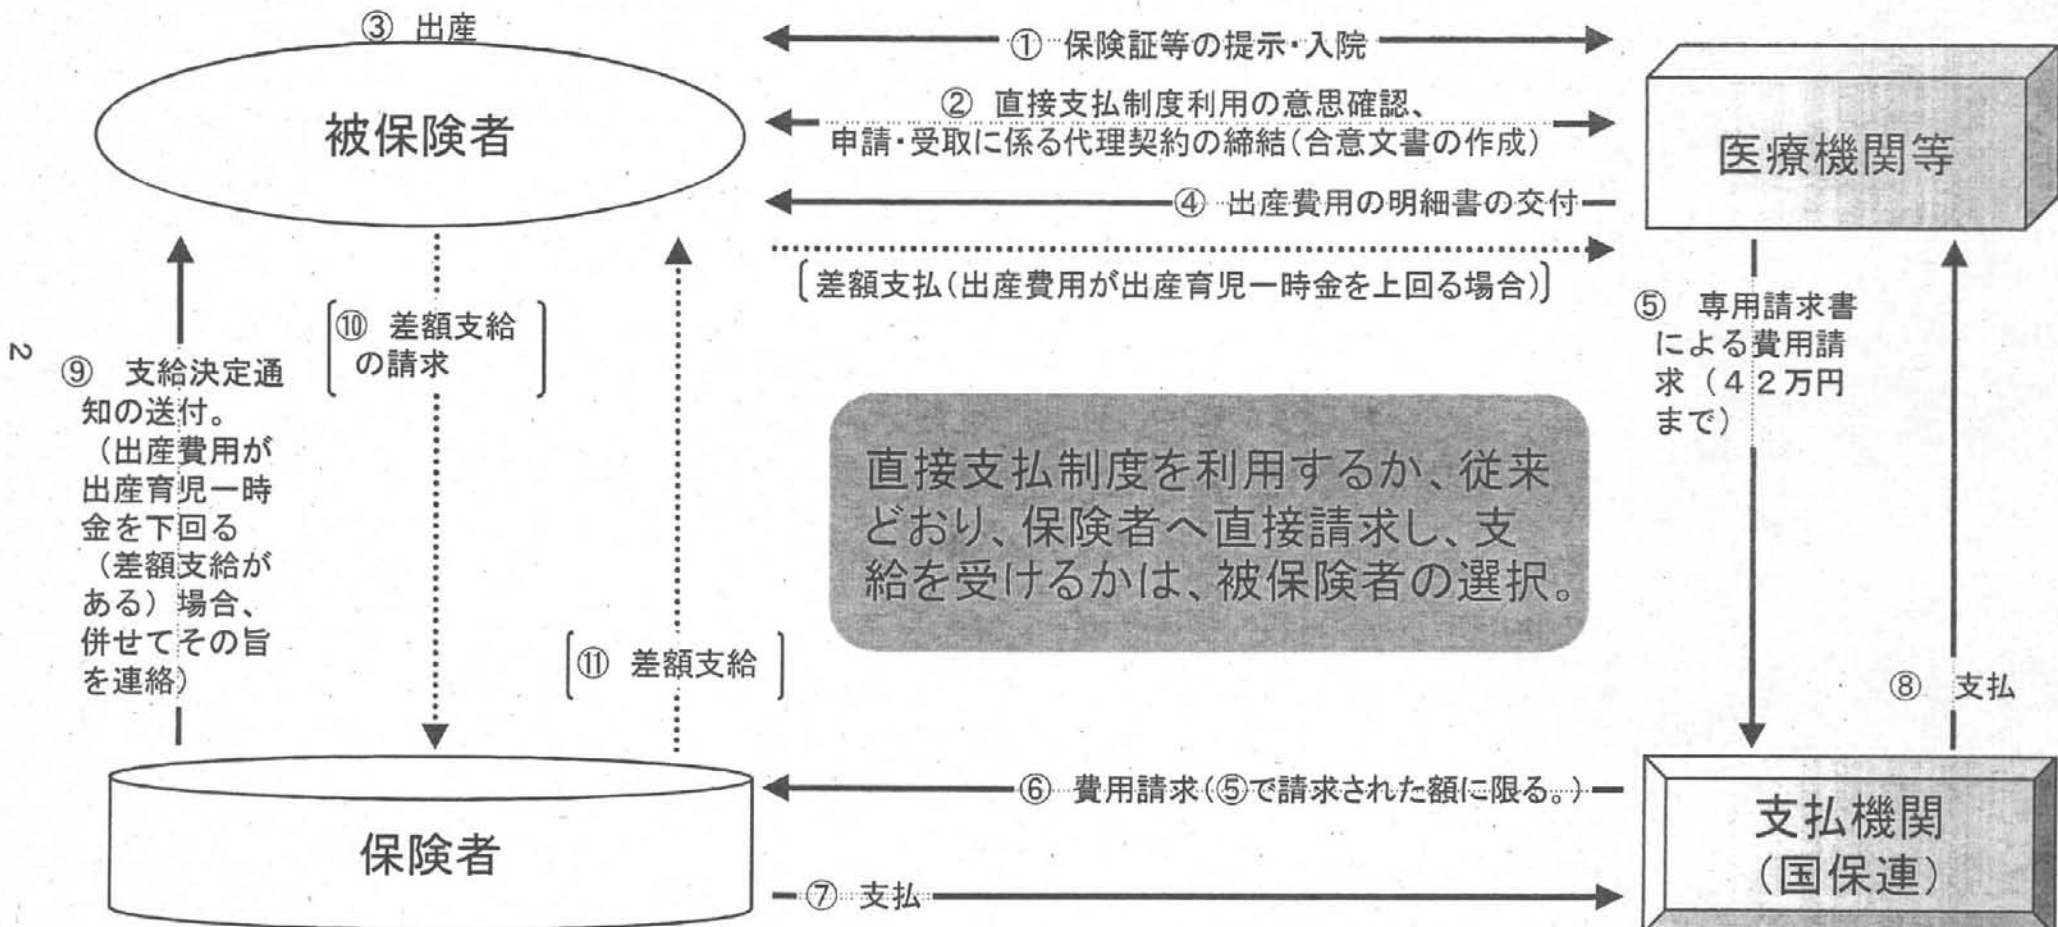 ③ 出産
被保険者
① 保険証等の提示・入院
② 直接支払制度利用の意思確認、
申請・受取に係る代理契約の締結(合意文書の作成)
④ 出産費用の明細書の交付
〔差額支払(出産費用が出産育児一時金を上回る場合)〕
医療機関等
⑤ 専用請求書
による費用請
求（４２万円
まで）
⑧ 支払
⑩ 差額支給
の請求
⑨ 支給決定通
知の送付。
（出産費用が
出産育児一時
金を下回る
（差額支給が
ある）場合、
併せてその旨
を連絡）
⑪ 差額支給
直接支払制度を利用するか、従来
どおり、保険者へ直接請求し、支
給を受けるかは、被保険者の選択。
保険者
⑥ 費用請求(⑤で請求された額に限る。)
⑦ 支払
支払機関
(国保連)
2